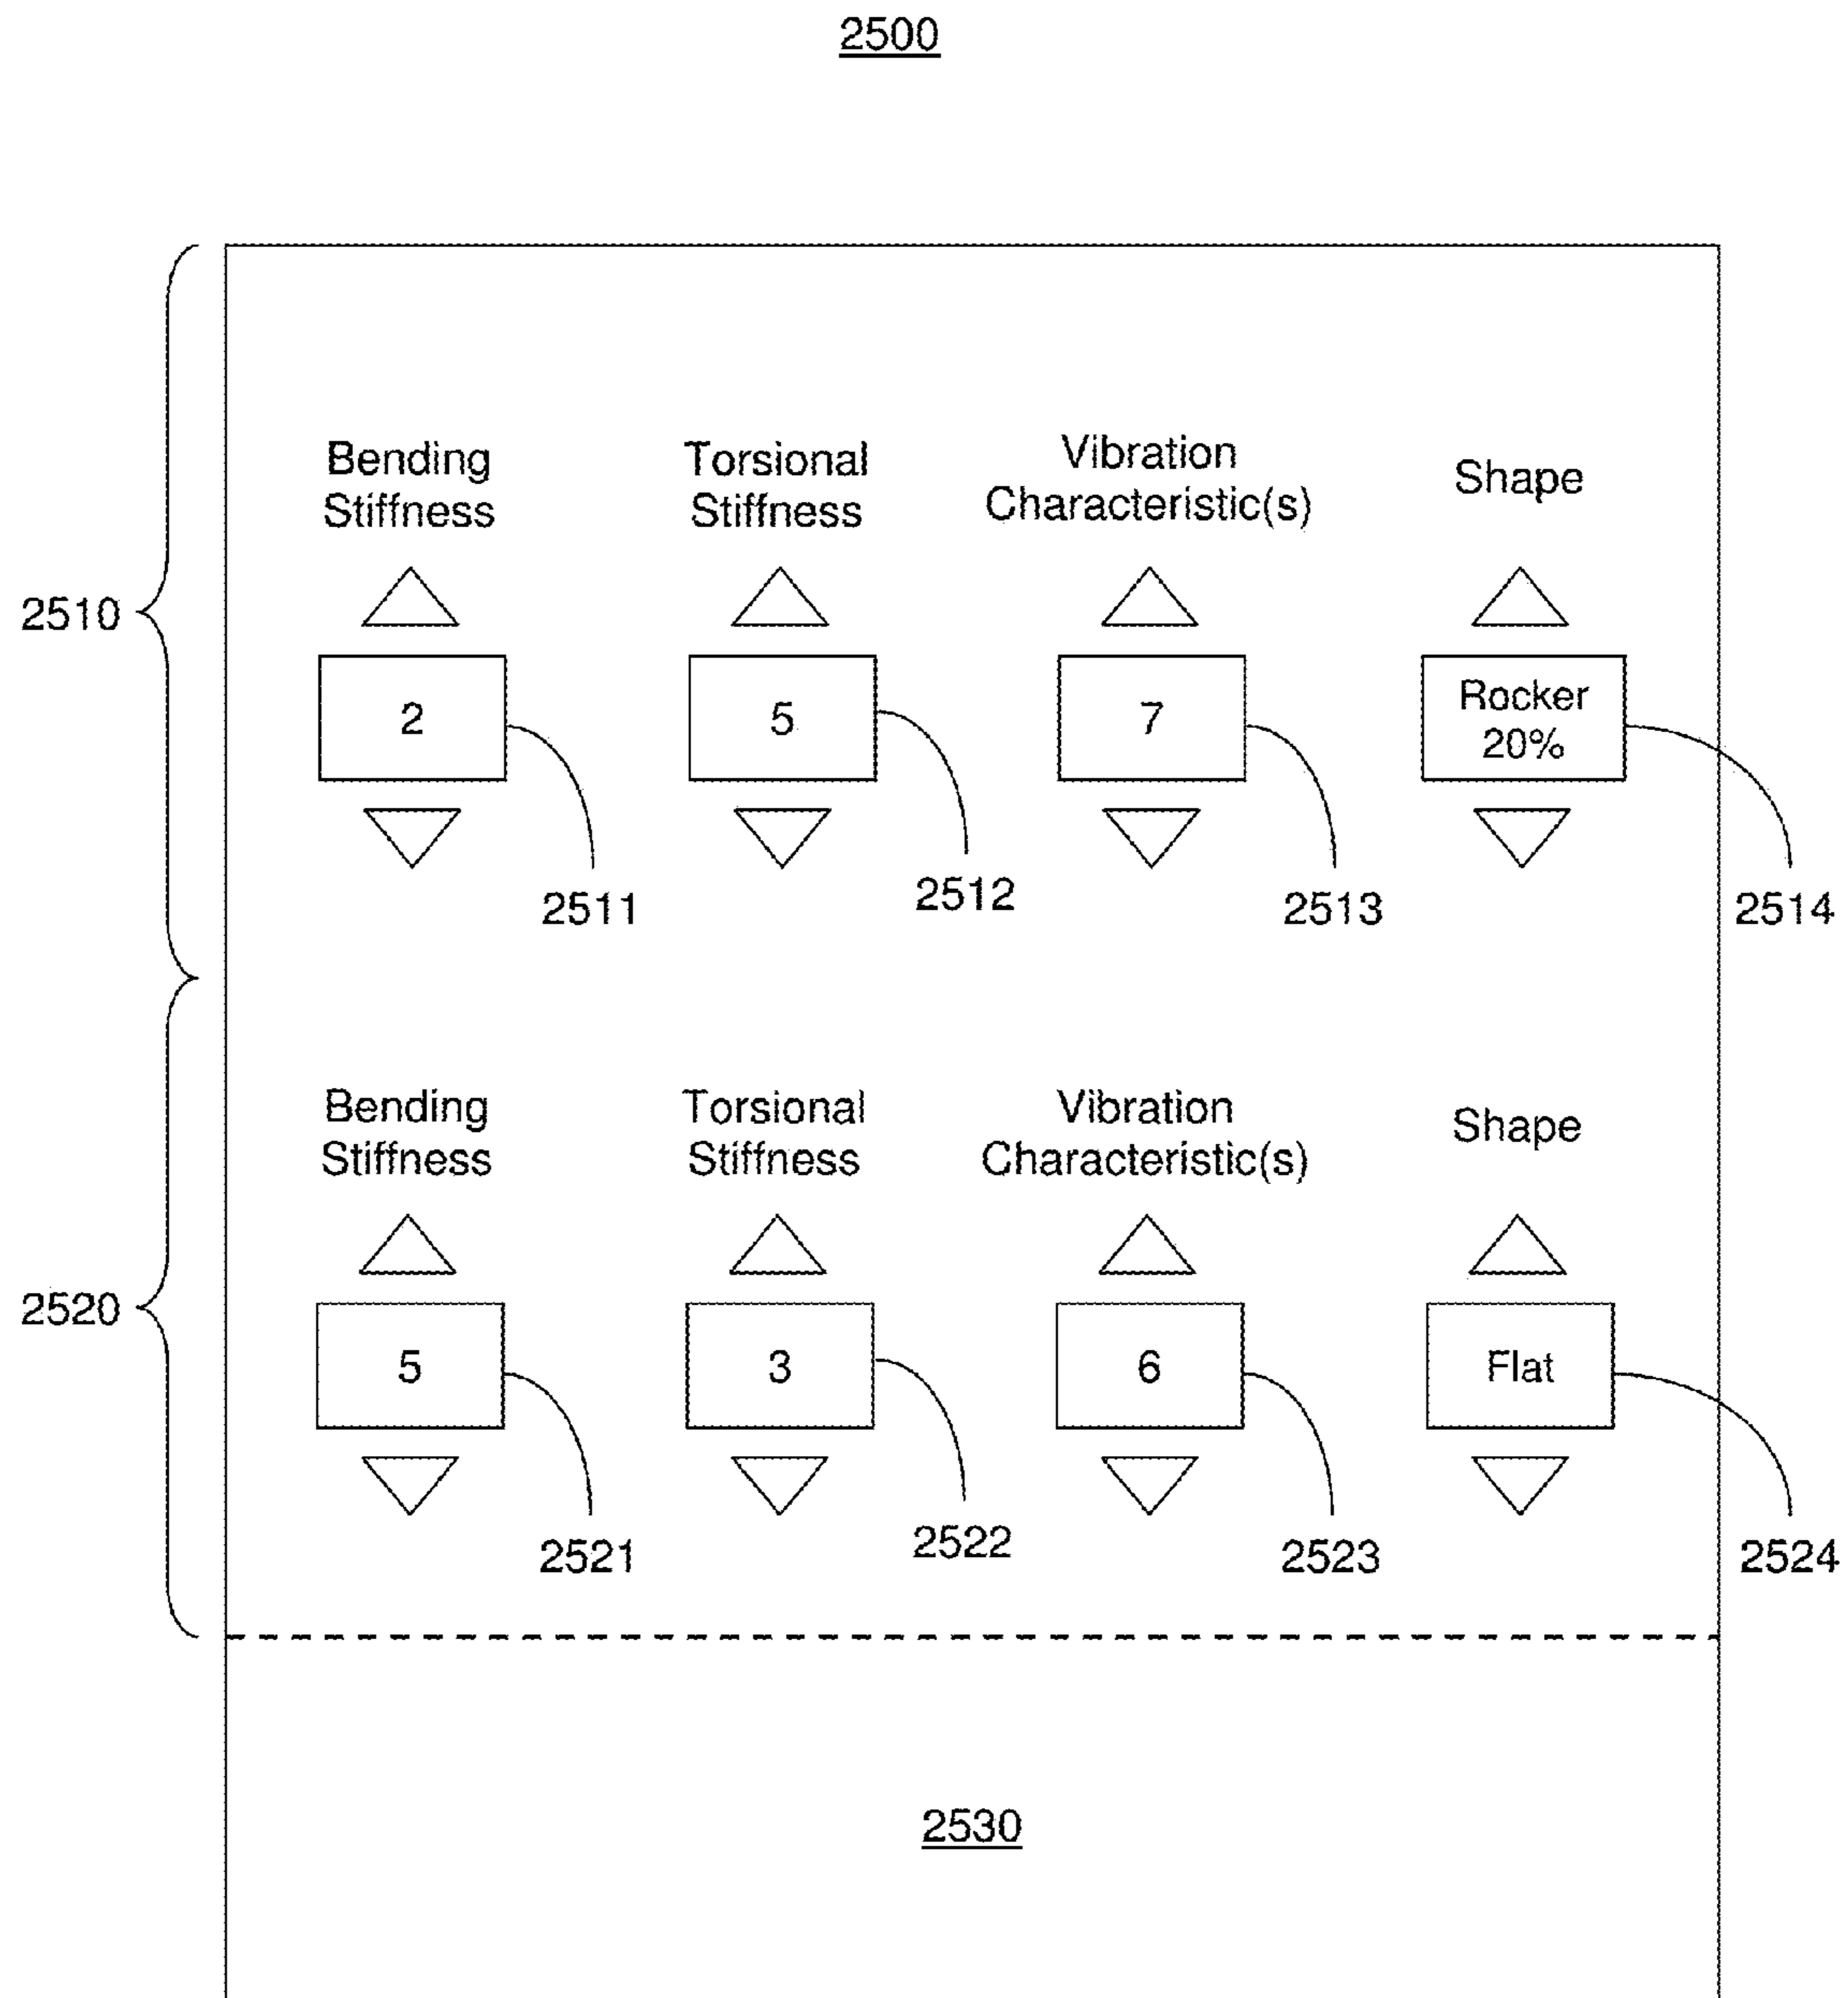 2500
Bending
Stiffness
Torsional
Stiffness
Vibration
Characteristic(s)
Shape
2510
2
5
7
Rocker
20%
2511
2512
2513
2514
Bending
Stiffness
Torsional
Stiffness
Vibration
Characteristic(s)
Shape
2520
5
3
6
Flat
2521
2522
2523
2524
2530